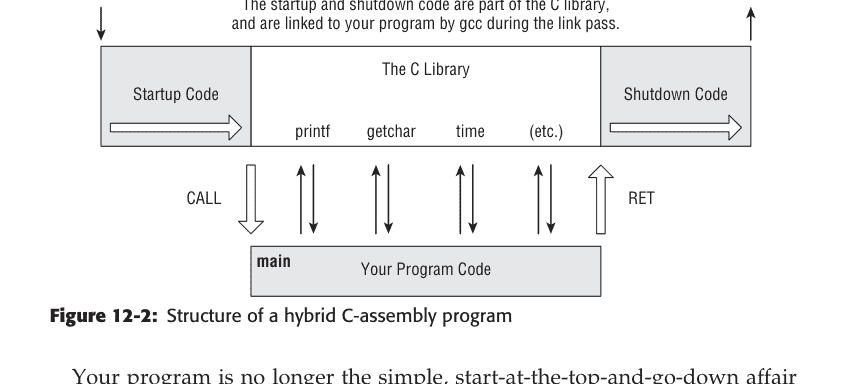 The startup and shutdown code are part of the C library,
and are linked to your program by gcc during the link pass.
The C Library
Startup Code
Shutdown Code
printf getchar time (etc.)
CALL
RET
main
Your Program Code
Figure 12-2: Structure of a hybrid C-assembly program
Your program is no longer the simple, start-at-the-top-and-go-down affair